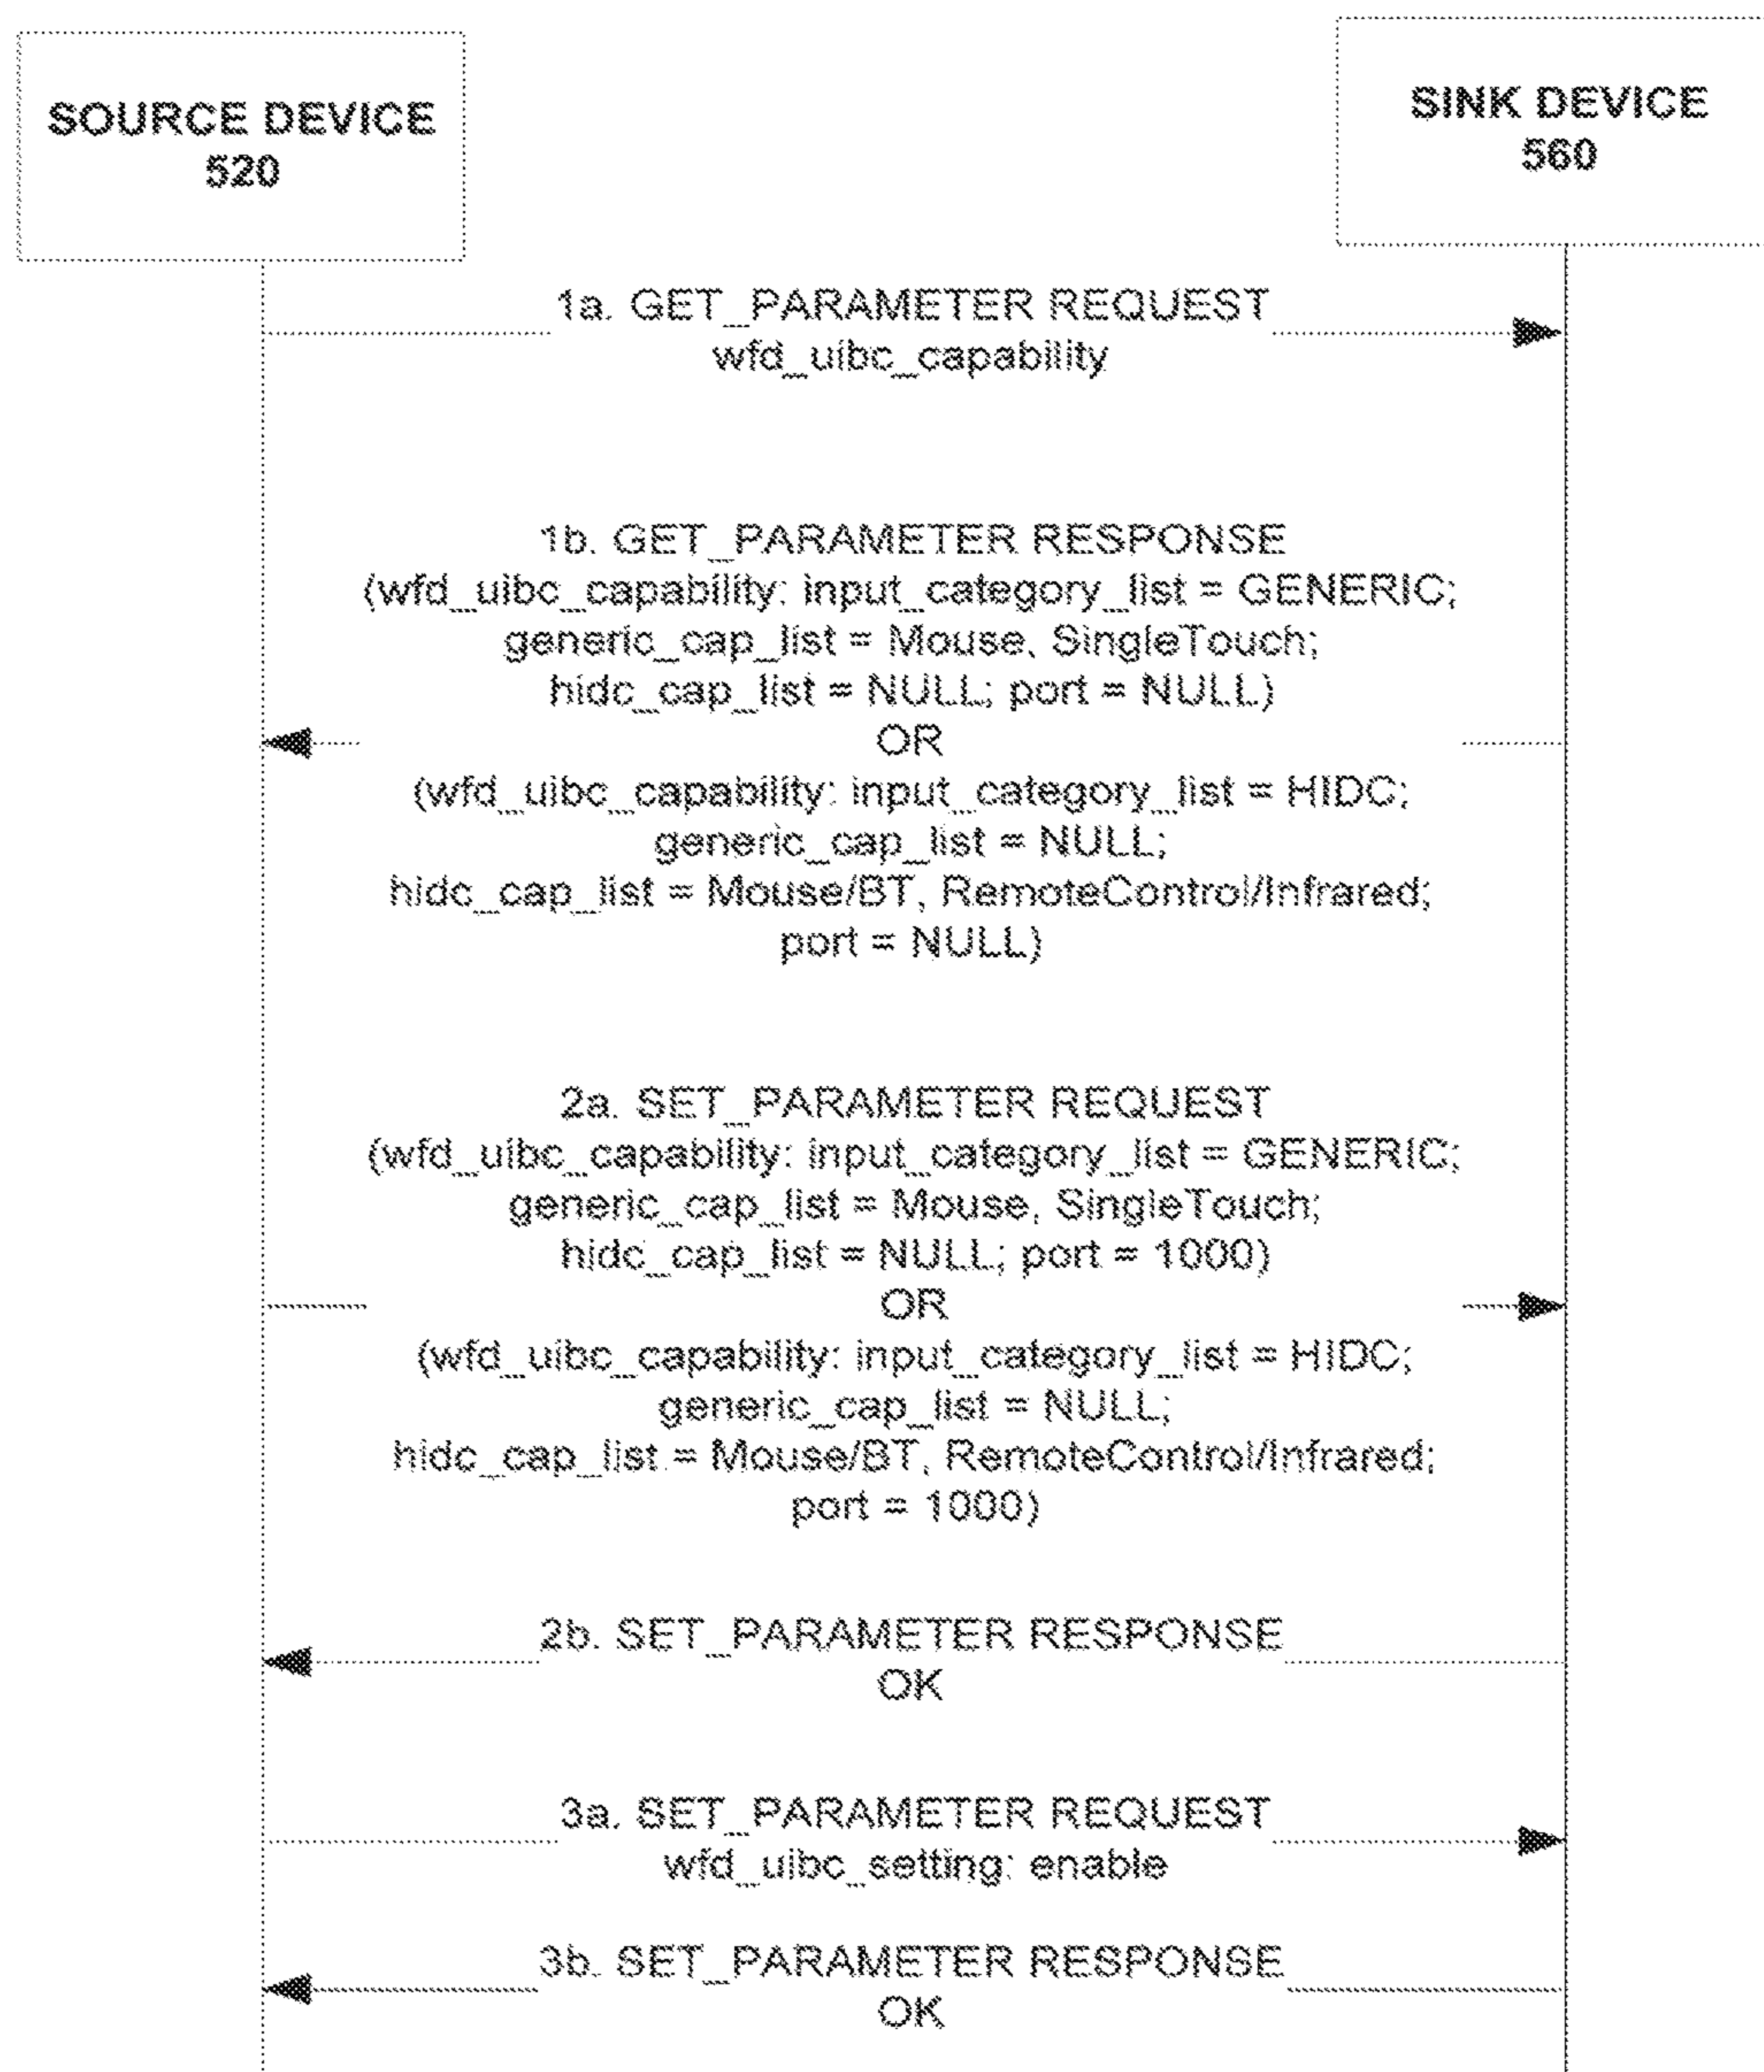 SOURCE DEVICE
520
SINK DEVICE
560
1a. GET_PARAMETER REQUEST
wfd_uibc_capability
1b. GET_PARAMETER RESPONSE
(wfd_uibc_capability: input_category_list = GENERIC;
generic_cap_list = Mouse, SingleTouch;
hidc_cap_list = NULL; port = NULL)
OR
(wfd_uibc_capability: input_category_list = HIDC;
generic_cap_list = NULL;
hidc_cap_list = Mouse/BT, RemoteControl/Infrared;
port = NULL)
2a. SET_PARAMETER REQUEST
(wfd_uibc_capability: input_category_list = GENERIC;
generic_cap_list = Mouse, SingleTouch;
hidc_cap_list = NULL; port = 1000)
OR
(wfd_uibc_capability: input_category_list = HIDC;
generic_cap_list = NULL;
hidc_cap_list = Mouse/BT, RemoteControl/Infrared;
port = 1000)
2b. SET_PARAMETER RESPONSE
OK
3a. SET_PARAMETER REQUEST
wfd_uibc_setting: enable
3b. SET_PARAMETER RESPONSE
OK